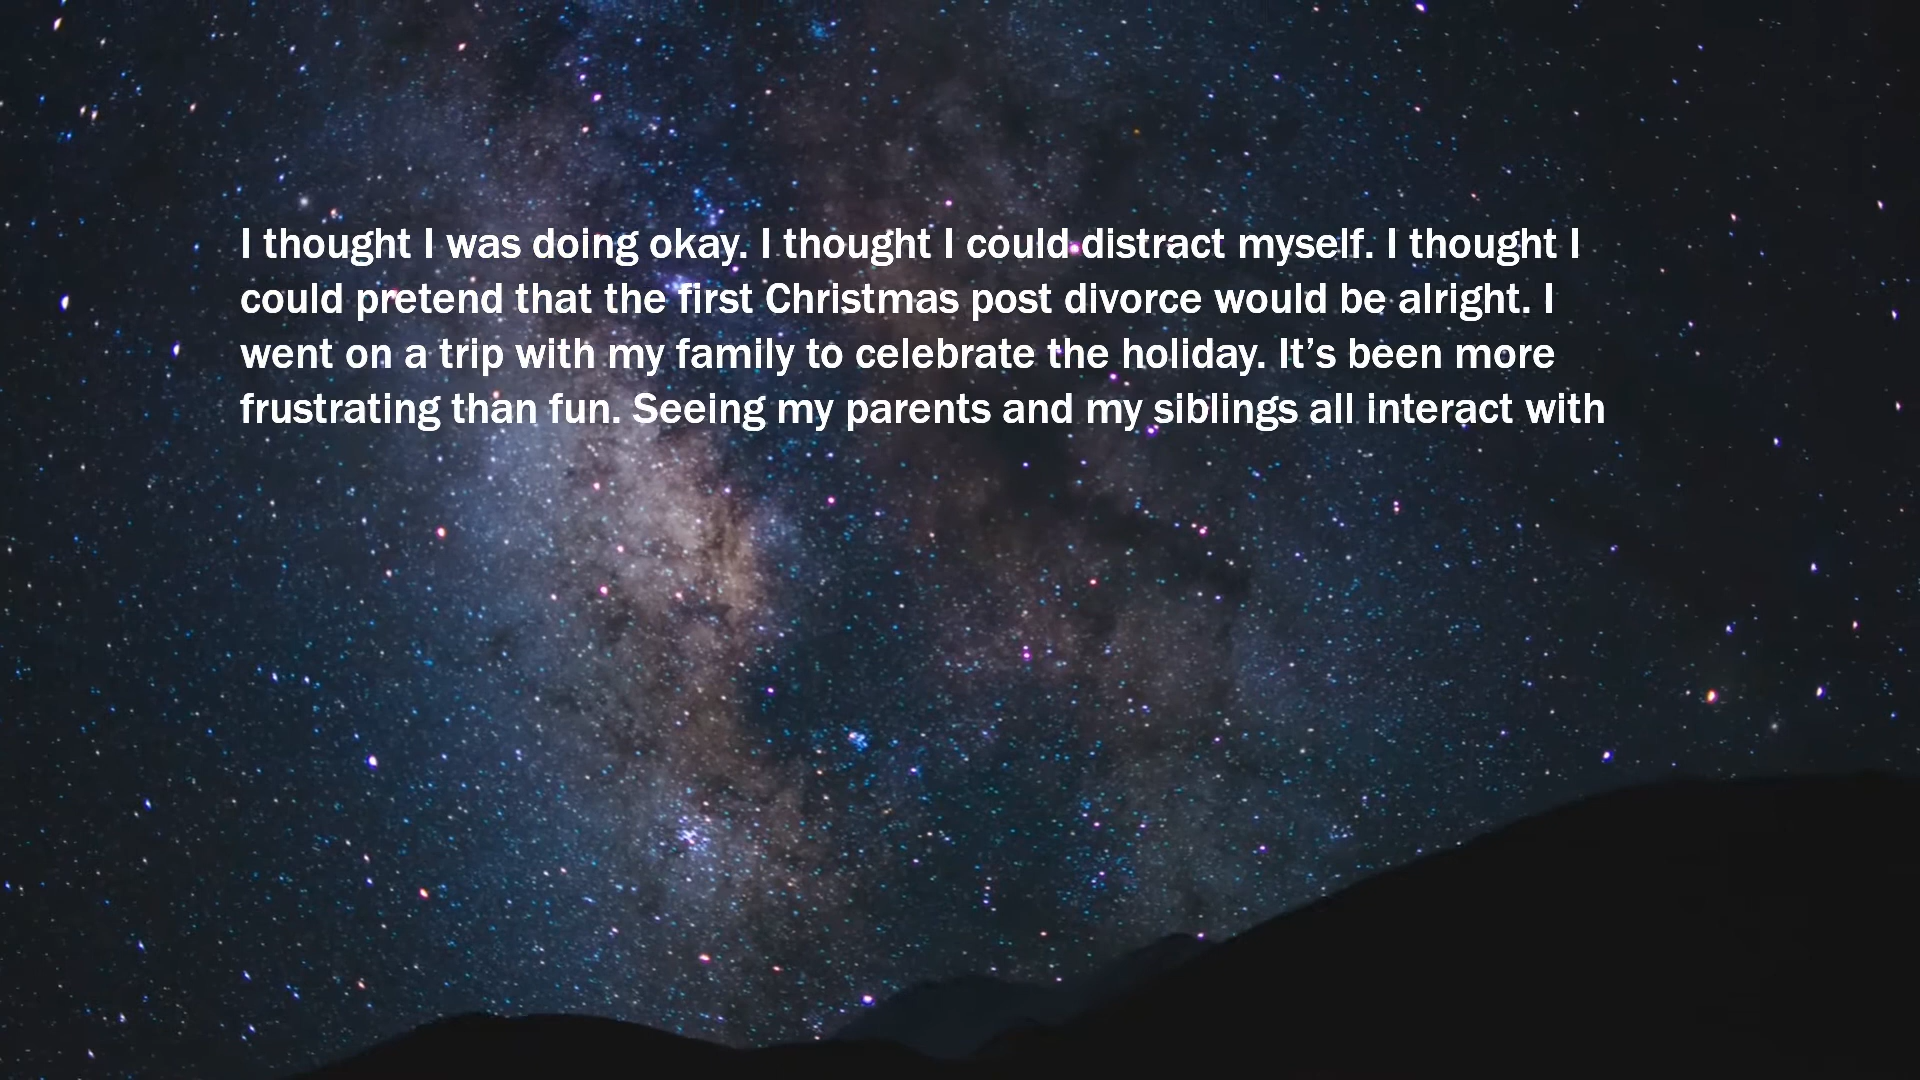 I thought I was doing okay. I thought I could distract myself. I thought I
could pretend that the first Christmas post divorce would be alright. I
went on a trip with my family to celebrate the holiday. It’s been more
frustrating than fun. Seeing my parents and my siblings all interact with